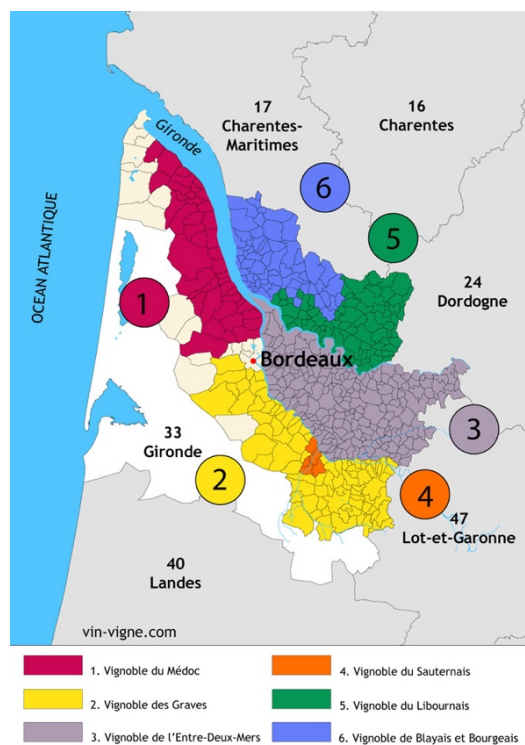 17
Charentes-
Maritimes
16
Charentes
Gironde
6
5
OCEAN ATLANTIQUE
24
Dordogne
1
Bordeaux
33
Gironde
3
2
4
47
Lot-et-Garonne
40
Landes
vin-vigne.com
1. Vignoble du Médoc
4. Vignoble du Sauternais
2. Vignoble des Graves
5. Vignoble du Libournais
3. Vignoble de l'Entre-Deux-Mers
6. Vignoble de Blayais et Bourgeais